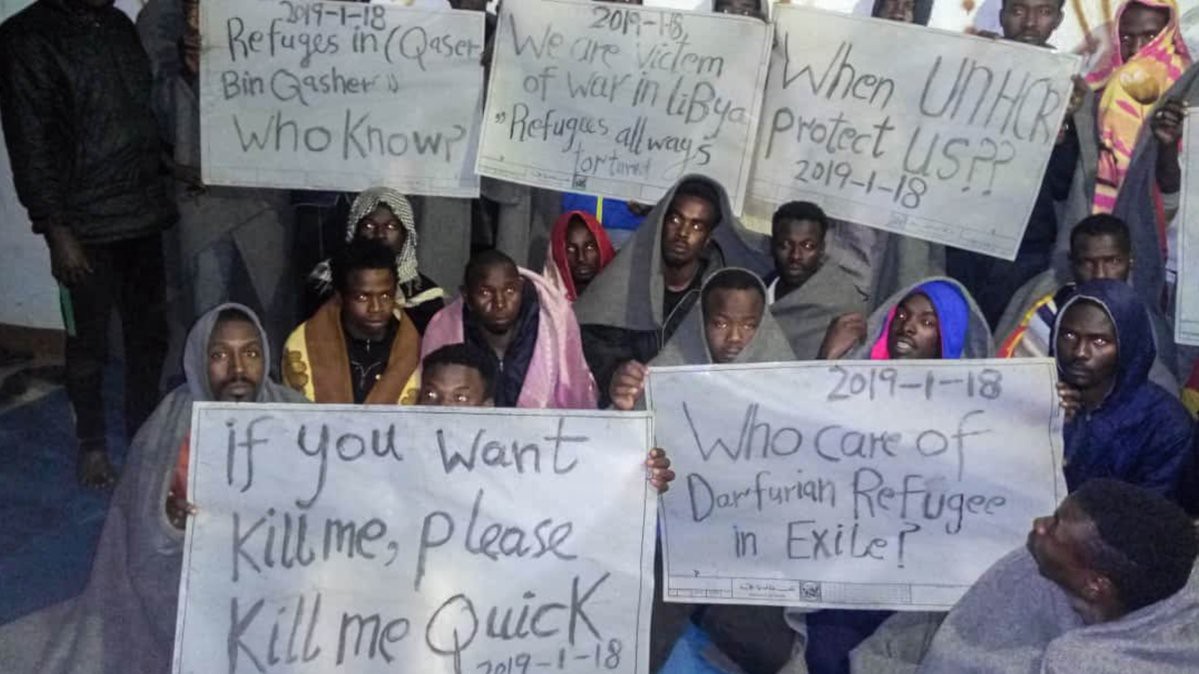 2019-1-18
Refuges in (Qaser
Bin Qasher"
Who Know?
2019-1-18,
We are victem
of war in LiBya
"Refugees all ways
tortured
When UNHCR
Protect US??
2019-1-18
if you want
Kill me, please
Kill me Quick
2019-1-18
2019-1-18
Who care of
Darfurian Refugee
in Exile?